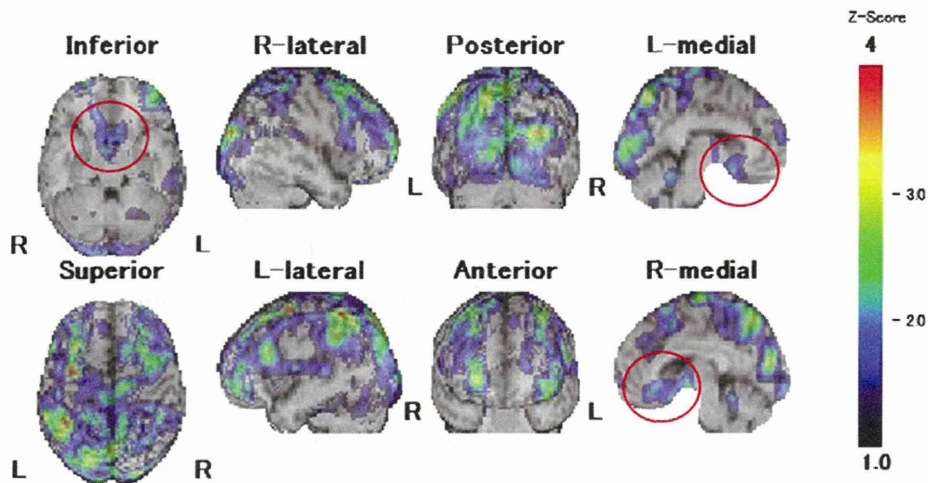 Z-Score
4
Inferior R-lateral Posterior L-medial
-3.0
R L L R
-2.0
Superior L-lateral Anterior R-medial
L R R L
1.0